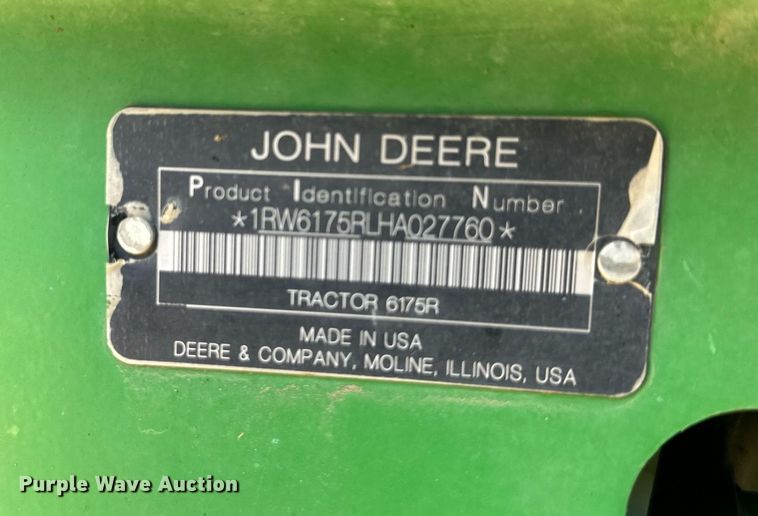 JOHN DEERE
Product Identification Number
*1RW6175RLHA027760*
TRACTOR 6175R
MADE IN USA
DEERE & COMPANY, MOLINE, ILLINOIS, USA
Purple Wave Auction